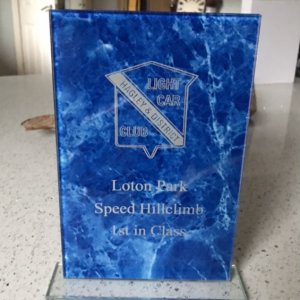 LIGHT
CAR
HAGLEY & DISTRICT
CLUB
Loton Park
Speed Hillclimb
1st in Class